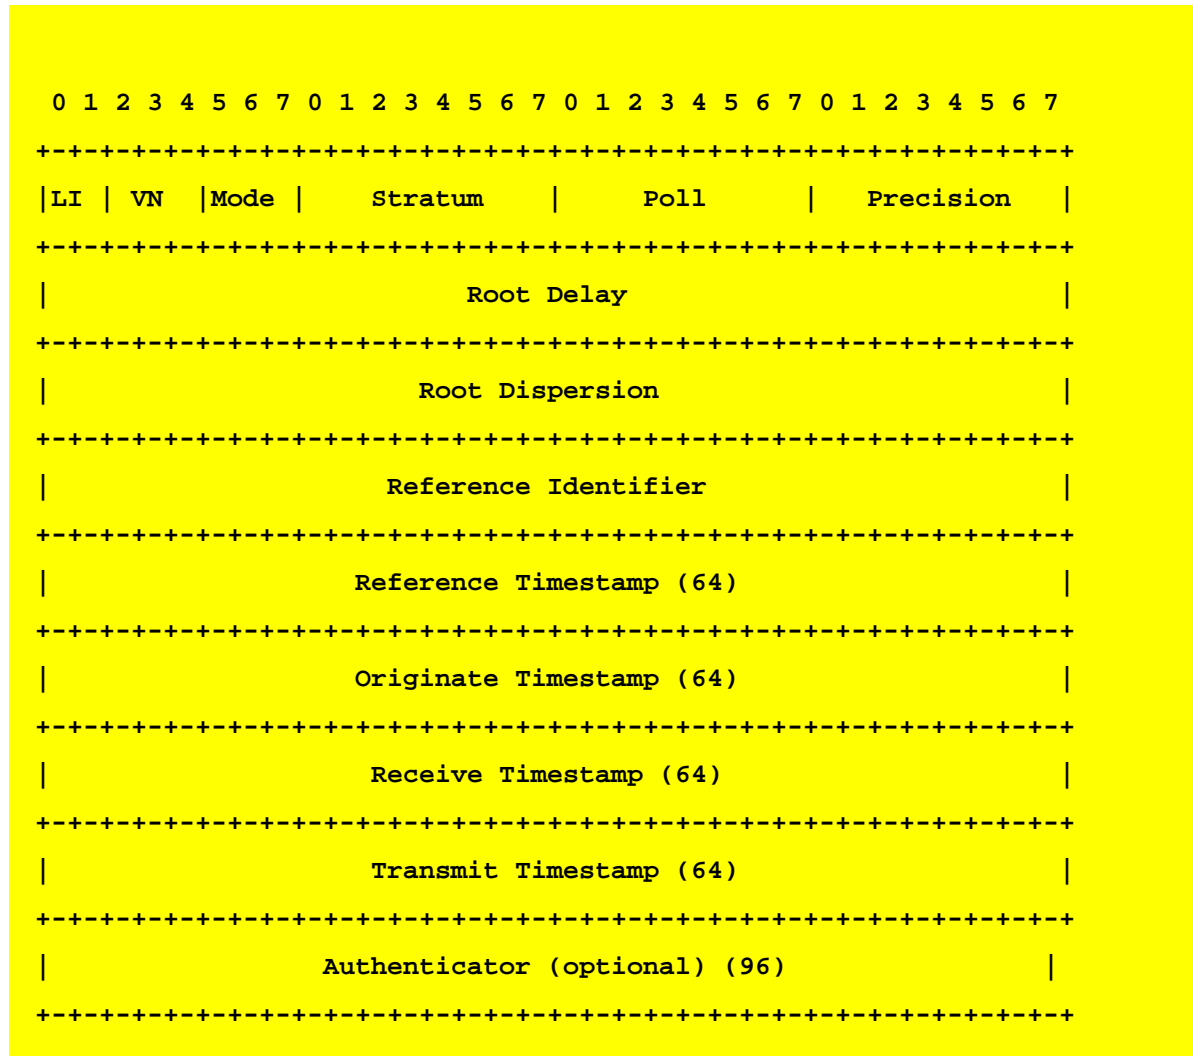 0 1 2 3 4 5 6 7 0 1 2 3 4 5 6 7 0 1 2 3 4 5 6 7 0 1 2 3 4 5 6 7
+-+-+-+-+-+-+-+-+-+-+-+-+-+-+-+-+-+-+-+-+-+-+-+-+-+-+-+-+-+-+-+-+
|LI | VN  |Mode |    Stratum    |     Poll      |   Precision   |
+-+-+-+-+-+-+-+-+-+-+-+-+-+-+-+-+-+-+-+-+-+-+-+-+-+-+-+-+-+-+-+-+
|                          Root Delay                           |
+-+-+-+-+-+-+-+-+-+-+-+-+-+-+-+-+-+-+-+-+-+-+-+-+-+-+-+-+-+-+-+-+
|                       Root Dispersion                         |
+-+-+-+-+-+-+-+-+-+-+-+-+-+-+-+-+-+-+-+-+-+-+-+-+-+-+-+-+-+-+-+-+
|                     Reference Identifier                      |
+-+-+-+-+-+-+-+-+-+-+-+-+-+-+-+-+-+-+-+-+-+-+-+-+-+-+-+-+-+-+-+-+
|                   Reference Timestamp (64)                    |
+-+-+-+-+-+-+-+-+-+-+-+-+-+-+-+-+-+-+-+-+-+-+-+-+-+-+-+-+-+-+-+-+
|                   Originate Timestamp (64)                    |
+-+-+-+-+-+-+-+-+-+-+-+-+-+-+-+-+-+-+-+-+-+-+-+-+-+-+-+-+-+-+-+-+
|                    Receive Timestamp (64)                     |
+-+-+-+-+-+-+-+-+-+-+-+-+-+-+-+-+-+-+-+-+-+-+-+-+-+-+-+-+-+-+-+-+
|                    Transmit Timestamp (64)                    |
+-+-+-+-+-+-+-+-+-+-+-+-+-+-+-+-+-+-+-+-+-+-+-+-+-+-+-+-+-+-+-+-+
|                 Authenticator (optional) (96)                |
+-+-+-+-+-+-+-+-+-+-+-+-+-+-+-+-+-+-+-+-+-+-+-+-+-+-+-+-+-+-+-+-+